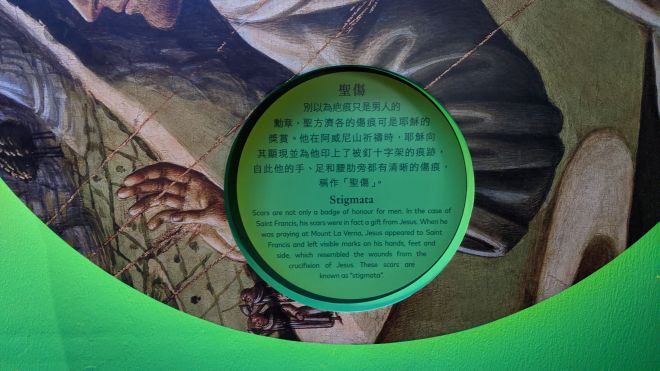 聖傷
別以為疤痕只是男人的
勳章，聖方濟各的傷痕可是耶穌的
獎賞。他在阿威尼山祈禱時，耶穌向
其顯現並為他印上了被釘十字架的痕跡，
自此他的手、足和腰肋旁都有清晰的傷痕，
稱作「聖傷」。
Stigmata
Scars are not only a badge of honour for men. In the case of
Saint Francis, his scars were in fact a gift from Jesus. When he
was praying at Mount La Verna, Jesus appeared to Saint
Francis and left visible marks on his hands, feet and
side, which resembled the wounds from the
crucifixion of Jesus. These scars are
known as "stigmata".